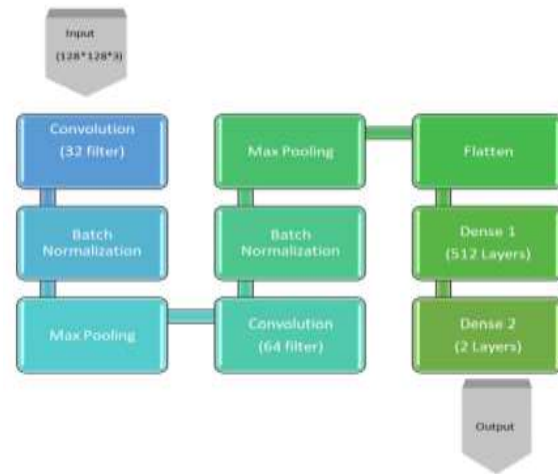 Input
(128*128*3)
Convolution
(32 filter)
Batch
Normalization
Max Pooling
Convolution
(64 filter)
Batch
Normalization
Max Pooling
Flatten
Dense 1
(512 Layers)
Dense 2
(2 Layers)
Output